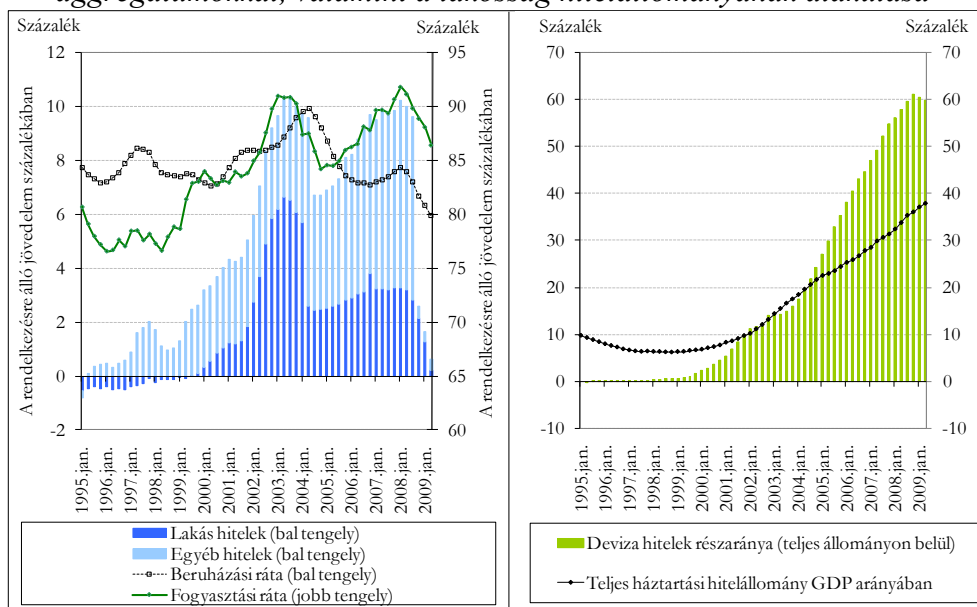 aggregátumokkal, valamint a lakosság hitelállományának alakulása
Százalék
Százalék
12
10
8
6
4
2
0
-2
95
90
85
80
75
70
65
60
A rendelkezésre álló jövedelem százalékában
A rendelkezésre álló jövedelem százalékában
1995.jan.
1996.jan.
1997.jan.
1998.jan.
1999.jan.
2000.jan.
2001.jan.
2002.jan.
2003.jan.
2004.jan.
2005.jan.
2006.jan.
2007.jan.
2008.jan.
2009.jan.
Lakás hitelek (bal tengely)
Egyéb hitelek (bal tengely)
Beruházási ráta (bal tengely)
Fogyasztási ráta (jobb tengely)
Százalék
Százalék
70
60
50
40
30
20
10
0
-10
70
60
50
40
30
20
10
0
-10
1995.jan.
1996.jan.
1997.jan.
1998.jan.
1999.jan.
2000.jan.
2001.jan.
2002.jan.
2003.jan.
2004.jan.
2005.jan.
2006.jan.
2007.jan.
2008.jan.
2009.jan.
Deviza hitelek részaránya (teljes állományon belül)
Teljes háztartási hitelállomány GDP arányában